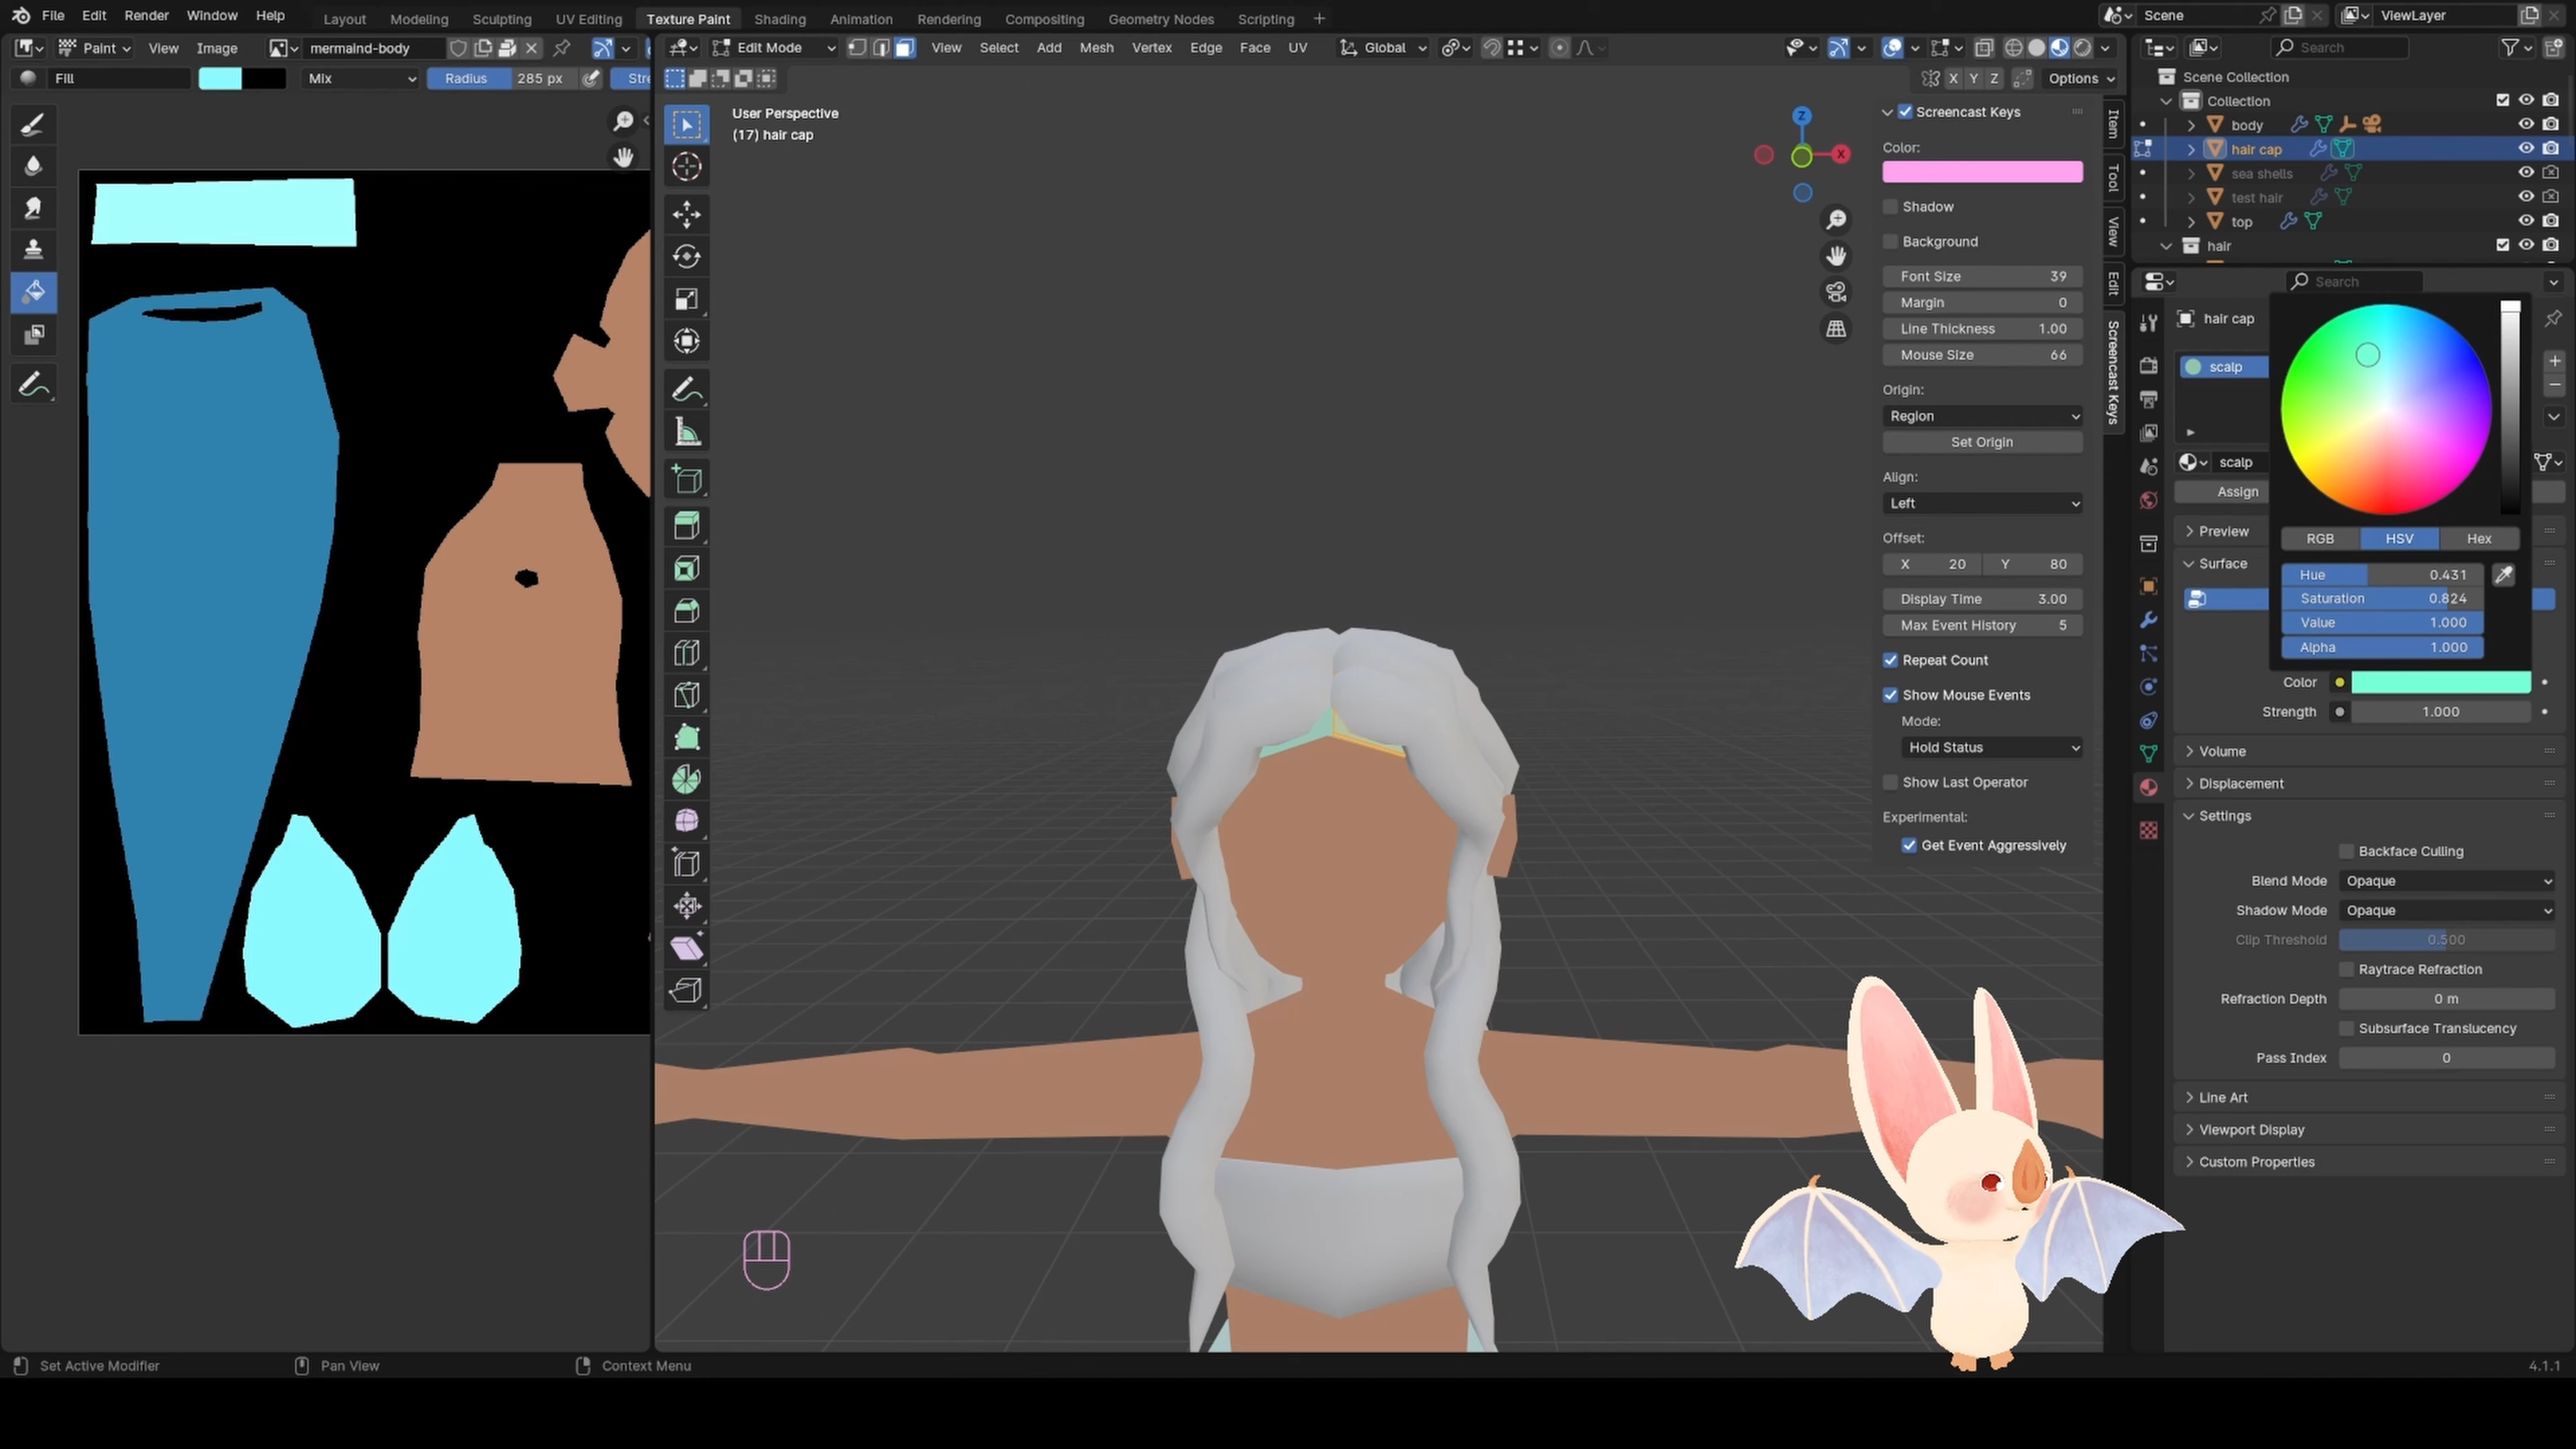 File Edit Render Window Help Layout Modeling Sculpting UV Editing Texture Paint Shading Animation Rendering Compositing Geometry Nodes Scripting + Scene ViewLayer
Paint View Image mermalnd-body Edit Mode View Select Add Mesh Vertex Edge Face UV Global Search
Fill Mix Radius 285 px Stre X Y Z Options
User Perspective
(17) hair cap
Z
X
Screencast Keys
Color:
Shadow
Background
Font Size 39
Margin 0
Line Thickness 1.00
Mouse Size 66
Origin:
Region
Set Origin
Align:
Left
Offset:
X 20 Y 80
Display Time 3.00
Max Event History 5
Repeat Count
Show Mouse Events
Mode:
Hold Status
Show Last Operator
Experimental:
Get Event Aggressively
Item
Tool
View
Edit
Screencast Keys
Scene Collection
Collection
body
hair cap
sea shells
test hair
top
hair
Search
hair cap
scalp
scalp
Assign
Preview
Surface
RGB HSV Hex
Hue 0.431
Saturation 0.824
Value 1.000
Alpha 1.000
Color
Strength 1.000
Volume
Displacement
Settings
Backface Culling
Blend Mode Opaque
Shadow Mode Opaque
Clip Threshold 0.500
Raytrace Refraction
Refraction Depth 0 m
Subsurface Translucency
Pass Index 0
Line Art
Viewport Display
Custom Properties
Set Active Modifier Pan View Context Menu 4.1.1